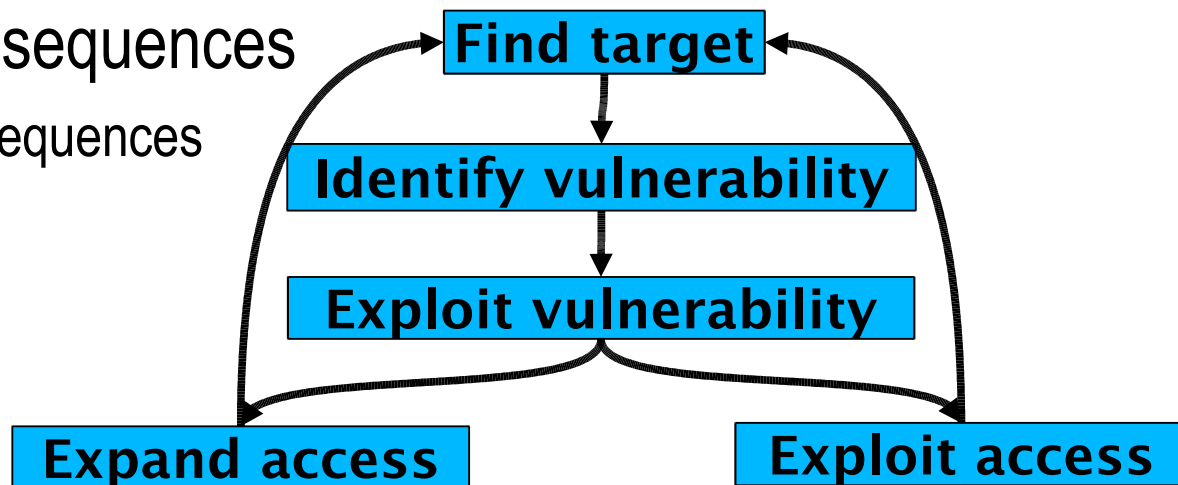 sequences
Find target
equences
Identify vulnerability
Exploit vulnerability
Expand access
Exploit access